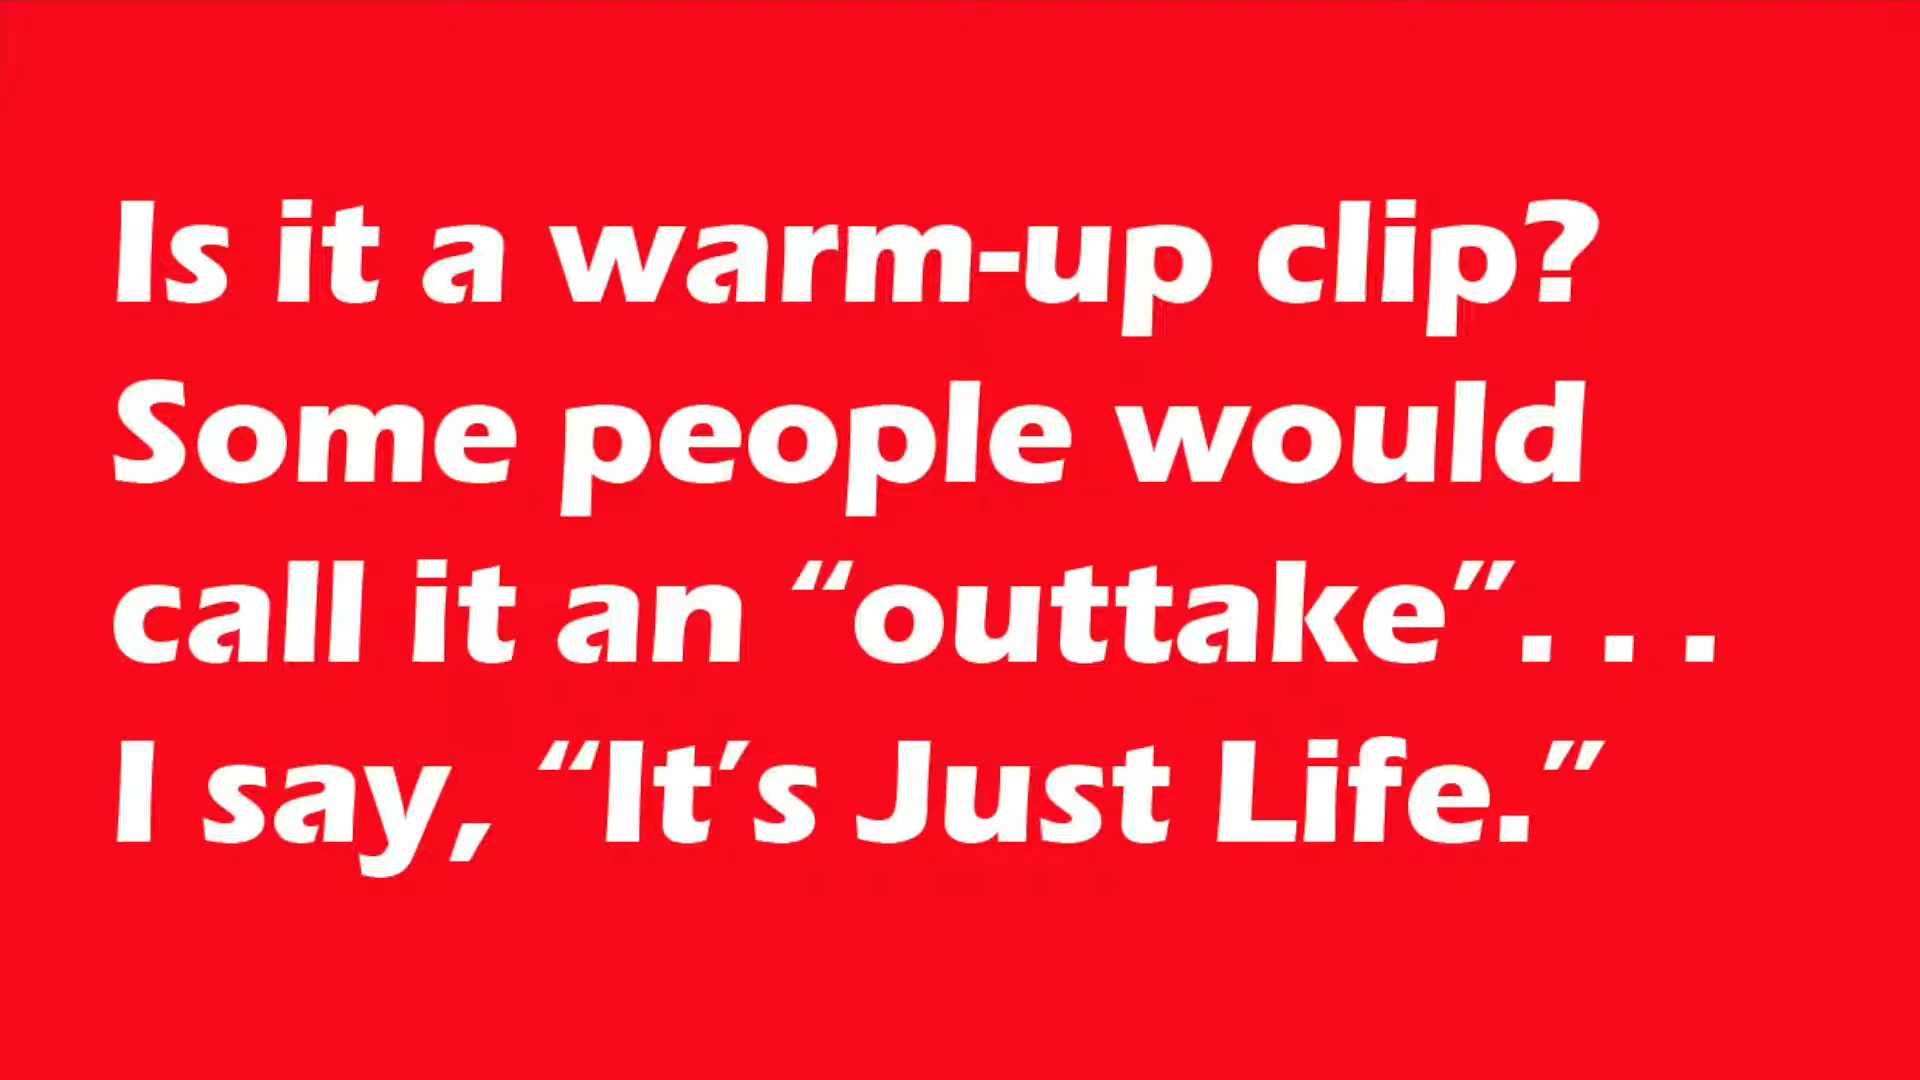 Is it a warm-up clip?
Some people would
call it an “outtake”. . .
I say, “It’s Just Life.”